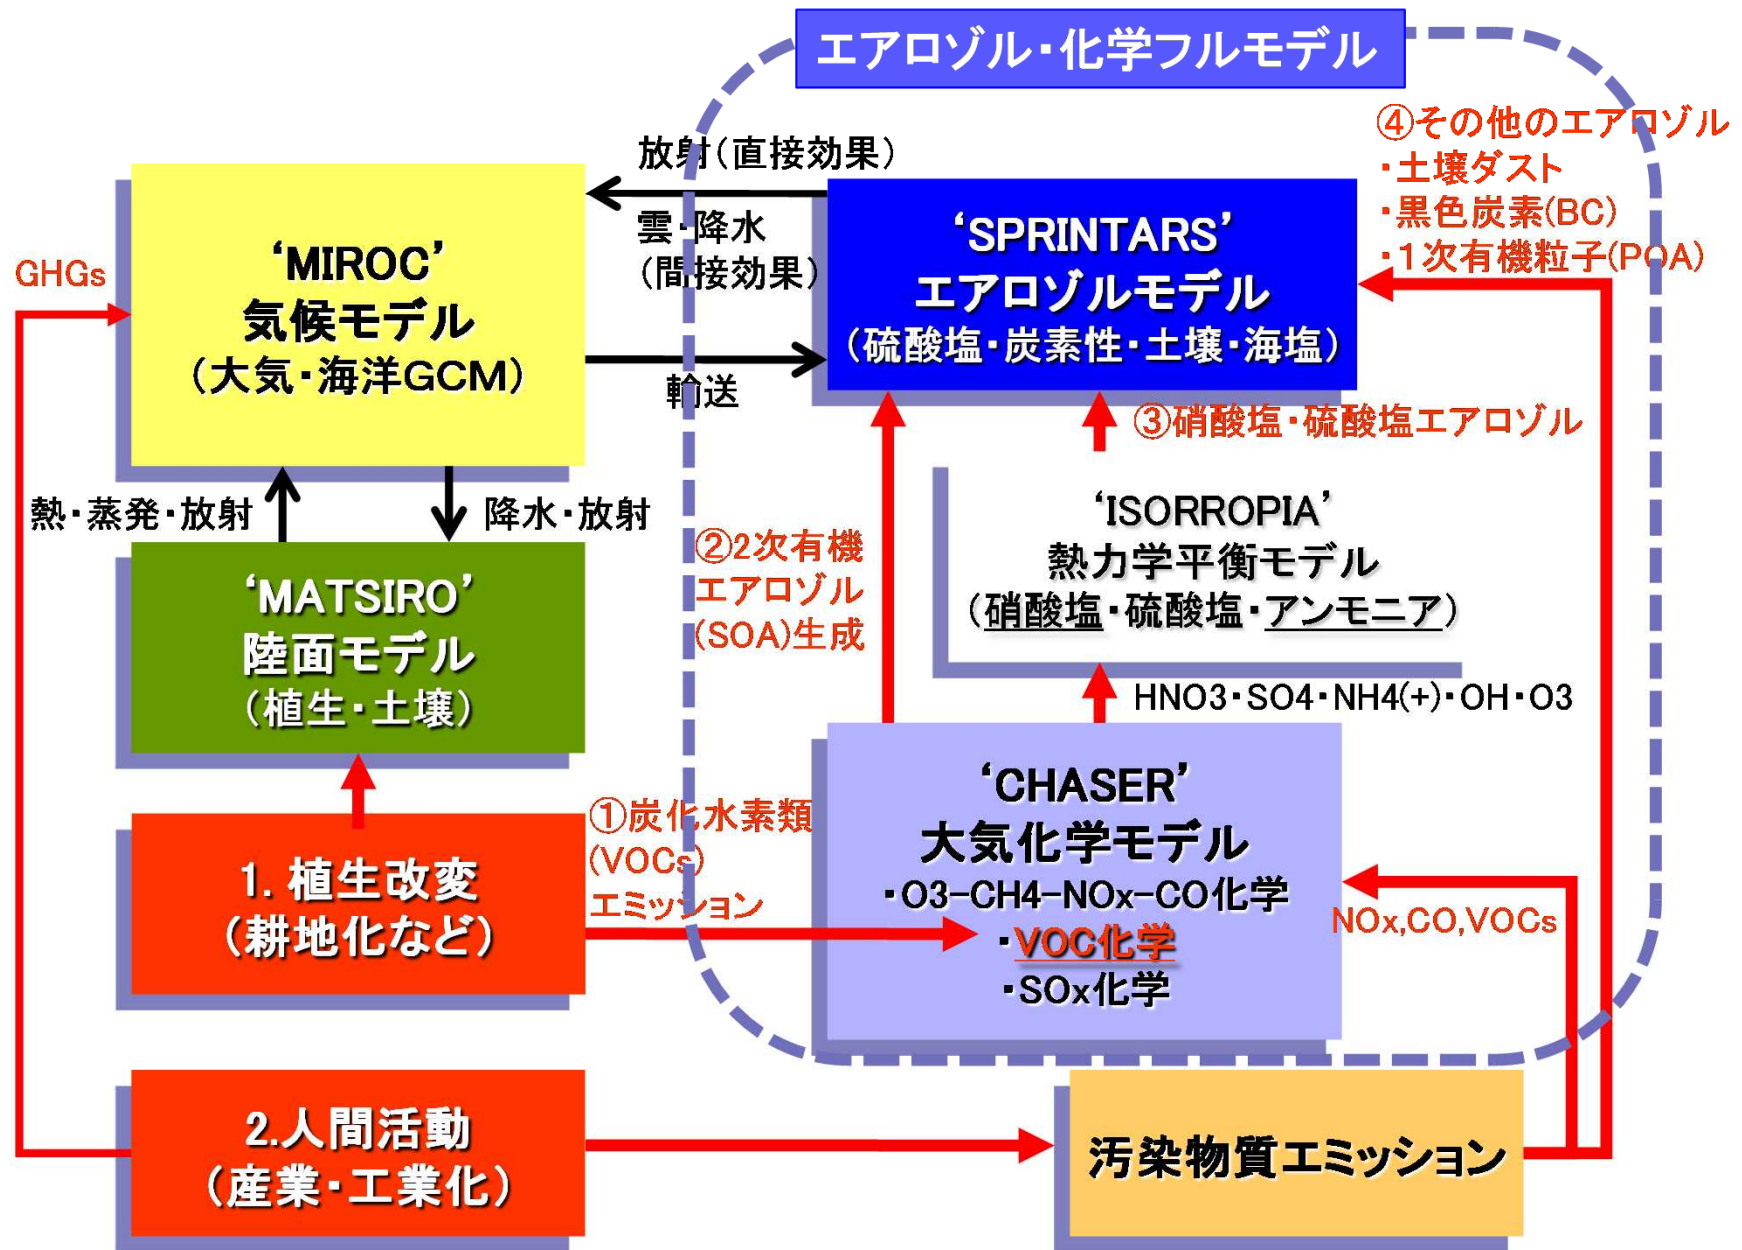 エアロゾル・化学フルモデル
④その他のエアロゾル
・土壌ダスト
・黒色炭素(BC)
・1次有機粒子(POA)
放射(直接効果)
雲・降水
(間接効果)
輸送
GHGs
‘MIROC’
気候モデル
(大気・海洋GCM)
‘SPRINTARS’
エアロゾルモデル
(硫酸塩・炭素性・土壌・海塩)
③硝酸塩・硫酸塩エアロゾル
熱・蒸発・放射
降水・放射
②2次有機
エアロゾル
(SOA)生成
‘ISORROPIA’
熱力学平衡モデル
(硝酸塩・硫酸塩・アンモニア)
HNO3・SO4・NH4(+)・OH・O3
‘MATSIRO’
陸面モデル
(植生・土壌)
‘CHASER’
大気化学モデル
・O3-CH4-NOx-CO化学
・VOC化学
・SOx化学
①炭化水素類
(VOCs)
エミッション
NOx,CO,VOCs
1. 植生改変
(耕地化など)
2.人間活動
(産業・工業化)
汚染物質エミッション